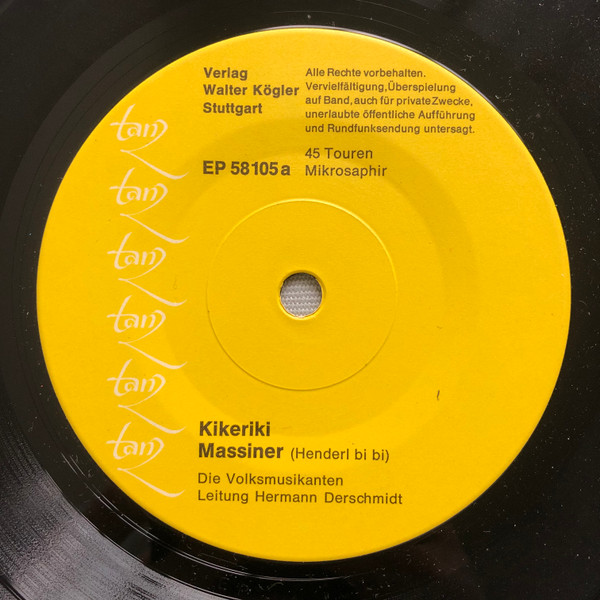 Verlag
Walter Kögler
Stuttgart
Alle Rechte vorbehalten.
Vervielfältigung,Überspielung
auf Band, auch für private Zwecke,
unerlaubte öffentliche Aufführung
und Rundfunksendung untersagt.
EP 58105 a
45 Touren
Mikrosaphir
tanz
tanz
tanz
tanz
tanz
tanz
Kikeriki
Massiner (Henderl bi bi)
Die Volksmusikanten
Leitung Hermann Derschmidt